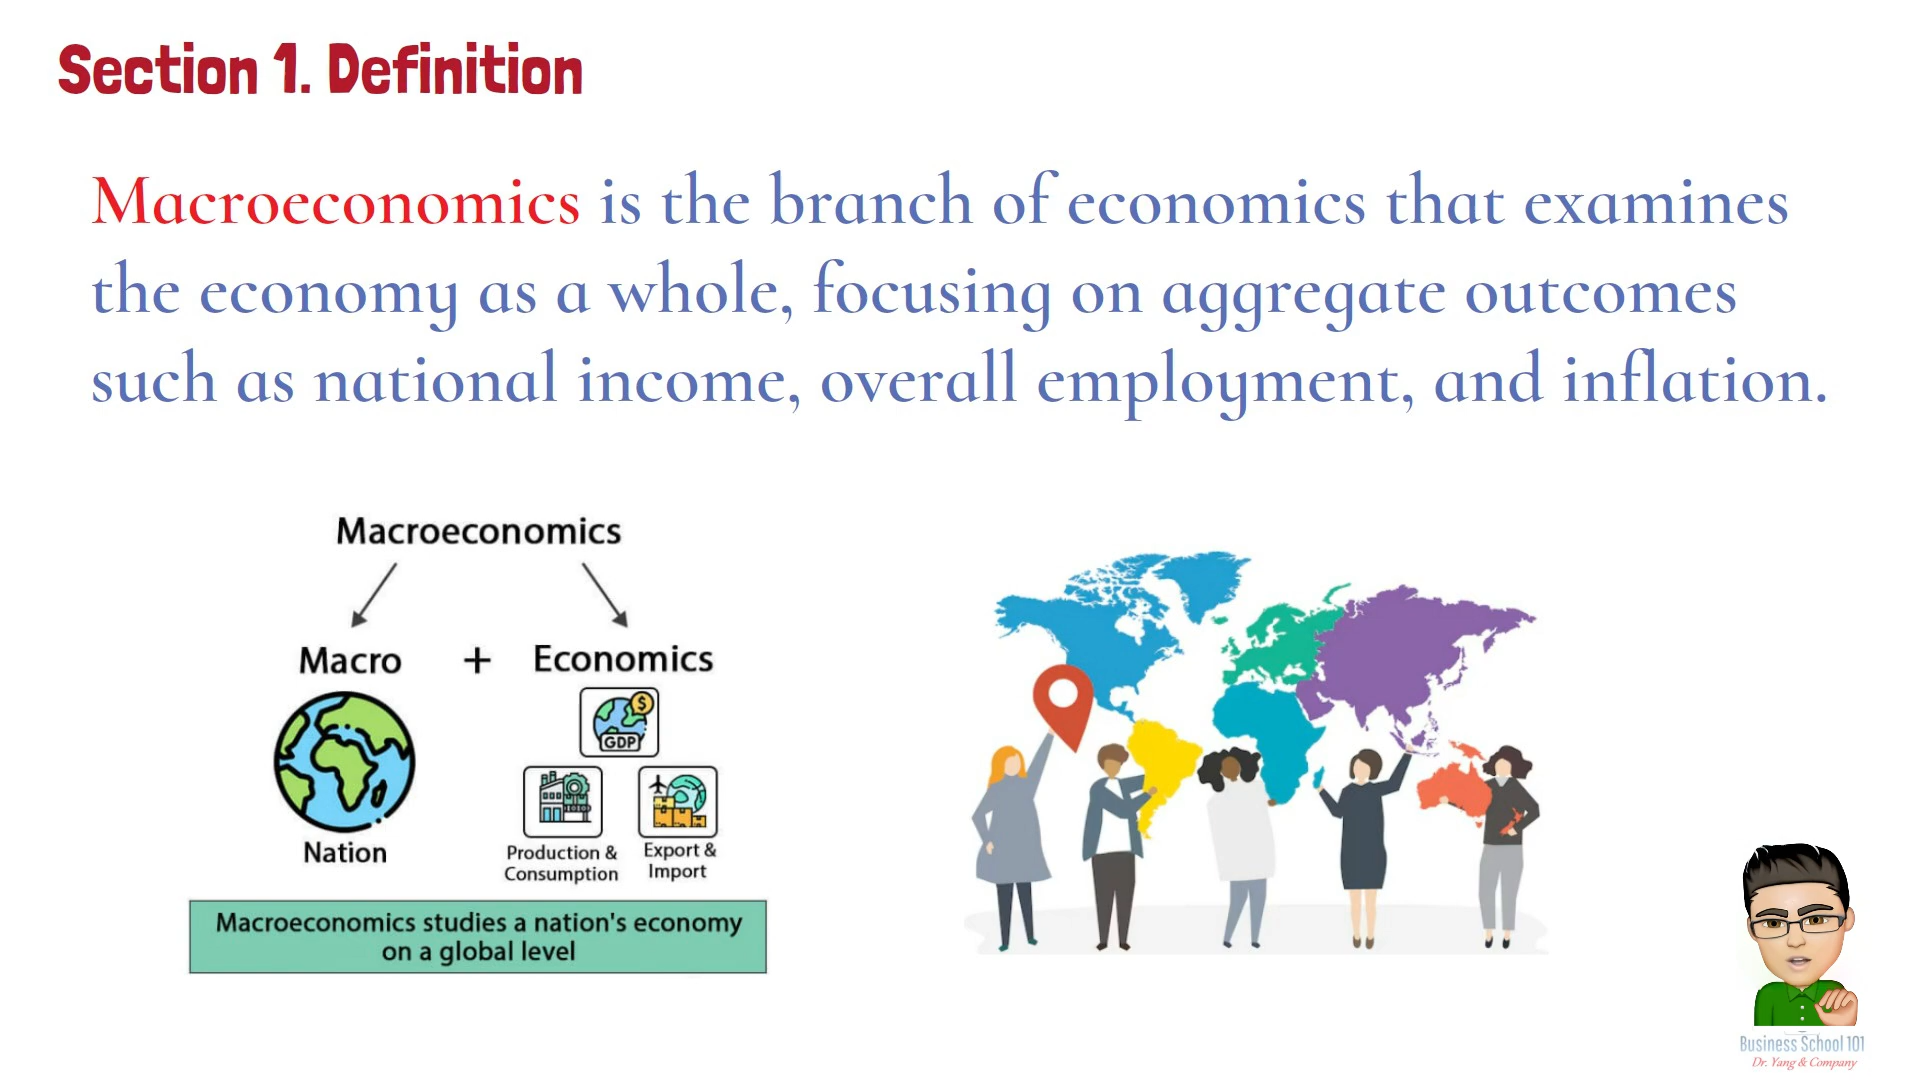 Section 1. Definition
Macroeconomics is the branch of economics that examines
the economy as a whole, focusing on aggregate outcomes
such as national income, overall employment, and inflation.
Macroeconomics
Macro + Economics
$
GDP
Nation
Production &
Consumption
Export &
Import
Macroeconomics studies a nation's economy
on a global level
Business School 101
Dr. Yang & Company